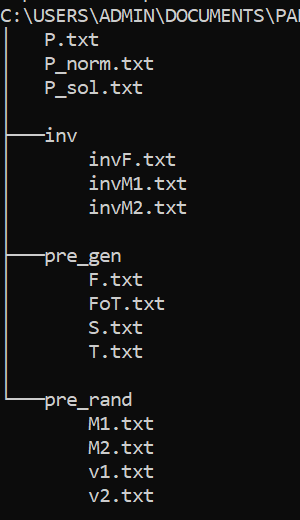 C:\USERS\ADMIN\DOCUMENTS\PA
P.txt
P_norm.txt
P_sol.txt
inv
invF.txt
invM1.txt
invM2.txt
pre_gen
F.txt
FoT.txt
S.txt
T.txt
pre_rand
M1.txt
M2.txt
v1.txt
v2.txt